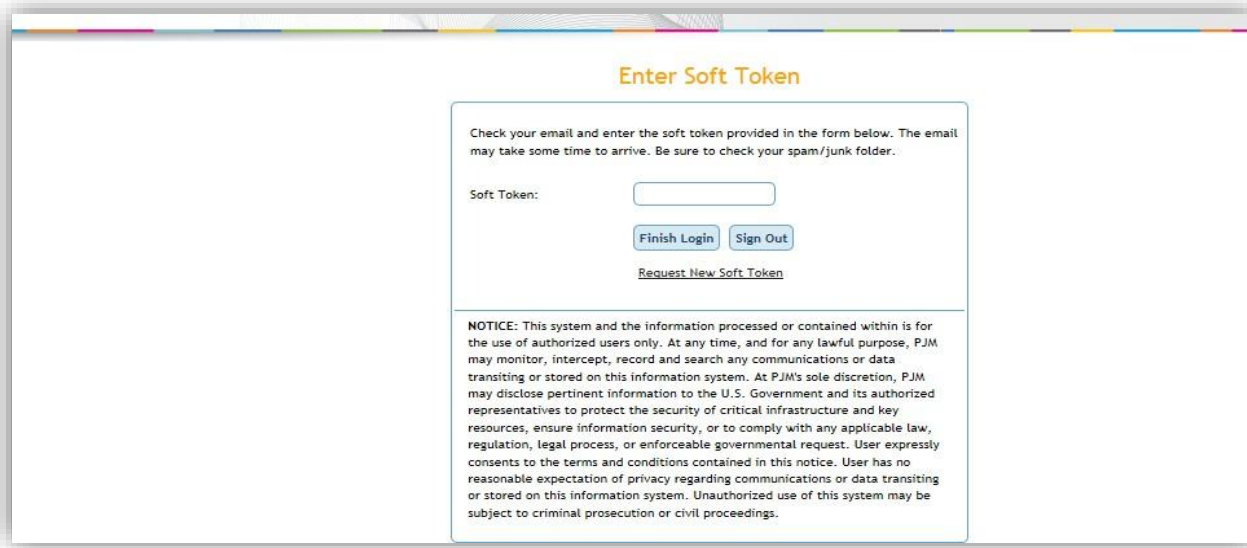 Enter Soft Token
Check your email and enter the soft token provided in the form below. The email
may take some time to arrive. Be sure to check your spam/junk folder.
Soft Token:
Finish Login Sign Out
Request New Soft Token
NOTICE: This system and the information processed or contained within is for
the use of authorized users only. At any time, and for any lawful purpose, PJM
may monitor, intercept, record and search any communications or data
transiting or stored on this information system. At PJM's sole discretion, PJM
may disclose pertinent information to the U.S. Government and its authorized
representatives to protect the security of critical infrastructure and key
resources, ensure information security, or to comply with any applicable law,
regulation, legal process, or enforceable governmental request. User expressly
consents to the terms and conditions contained in this notice. User has no
reasonable expectation of privacy regarding communications or data transiting
or stored on this information system. Unauthorized use of this system may be
subject to criminal prosecution or civil proceedings.